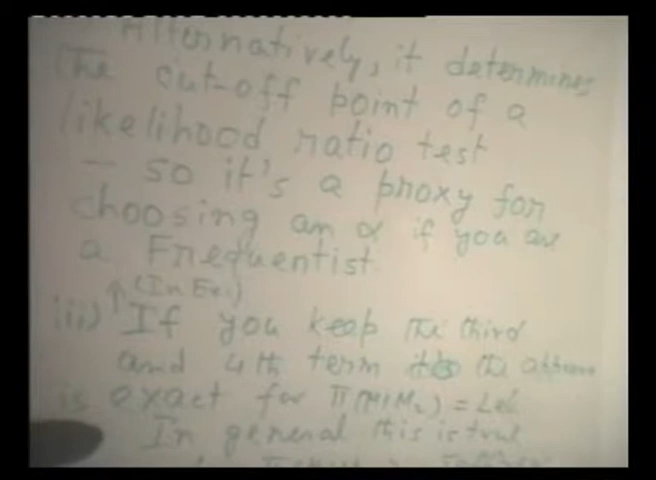 Alternatively, it determines
The cut-off point of a
likelihood ratio test
— so it's a proxy for
choosing an α if you are
a Frequentist
↑ (In Ex.)
iii) If you keep the third
and 4th term the
is exact for
In general this is true